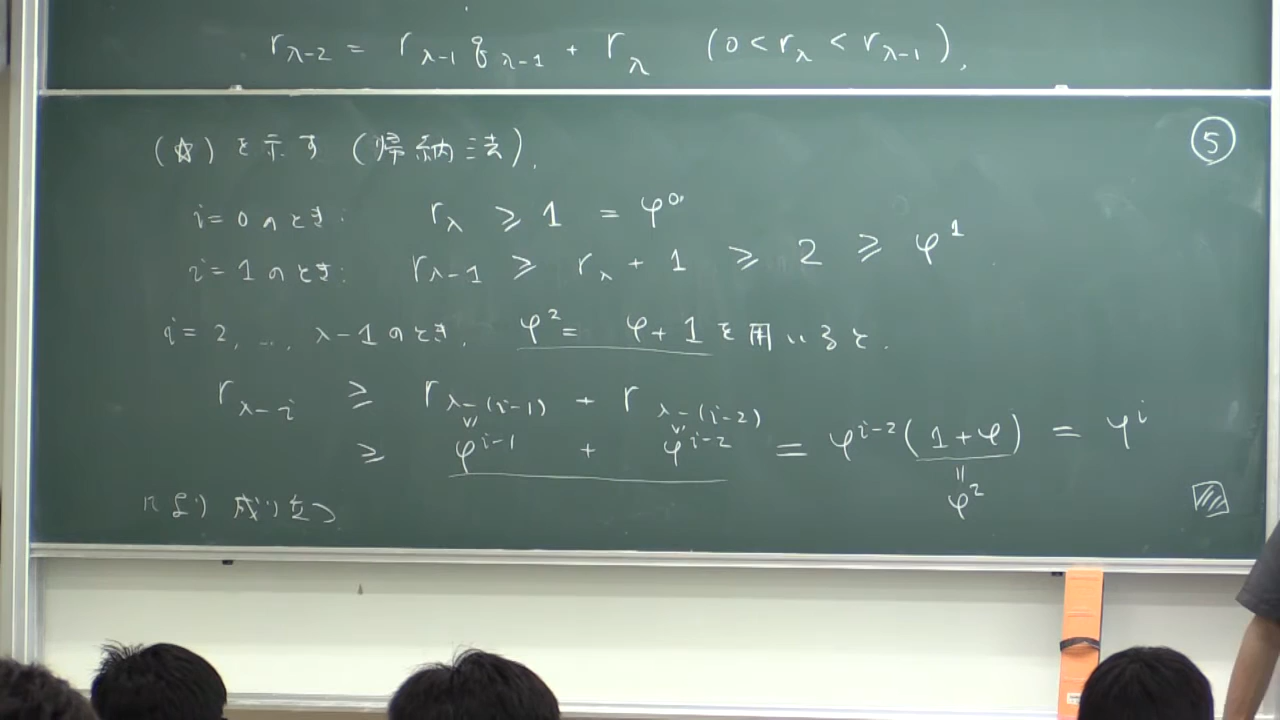 r_{λ-2} = r_{λ-1} q_{λ-1} + r_λ (0 < r_λ < r_{λ-1}).
(☆) を示す (帰納法). ⑤
i=0 のとき: r_λ ≥ 1 = φ^0.
i=1 のとき: r_{λ-1} ≥ r_λ + 1 ≥ 2 ≥ φ^1
i=2, …, λ-1 のとき, φ^2 = φ+1 を用いると,
r_{λ-i} ≥ r_{λ-(i-1)} + r_{λ-(i-2)}
≥ φ^{i-1} + φ^{i-2} = φ^{i-2}(1+φ) = φ^i
=
φ^2
により成り立つ